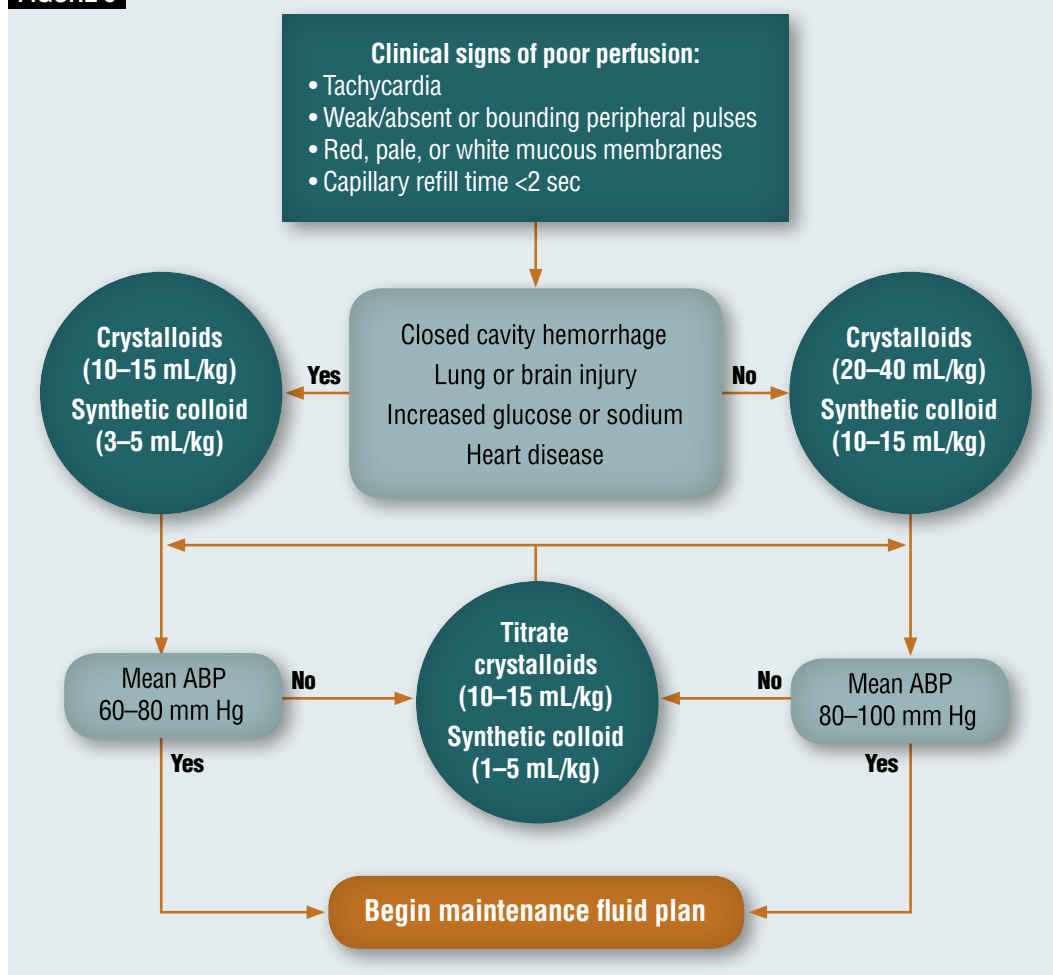 Clinical signs of poor perfusion:
• Tachycardia
• Weak/absent or bounding peripheral pulses
• Red, pale, or white mucous membranes
• Capillary refill time <2 sec
Crystalloids
(10–15 mL/kg)
Synthetic colloid
(3–5 mL/kg)
Yes
Closed cavity hemorrhage
Lung or brain injury
Increased glucose or sodium
Heart disease
No
Crystalloids
(20–40 mL/kg)
Synthetic colloid
(10–15 mL/kg)
Mean ABP
60–80 mm Hg
No
Yes
Titrate
crystalloids
(10–15 mL/kg)
Synthetic colloid
(1–5 mL/kg)
No
Mean ABP
80–100 mm Hg
Yes
Begin maintenance fluid plan